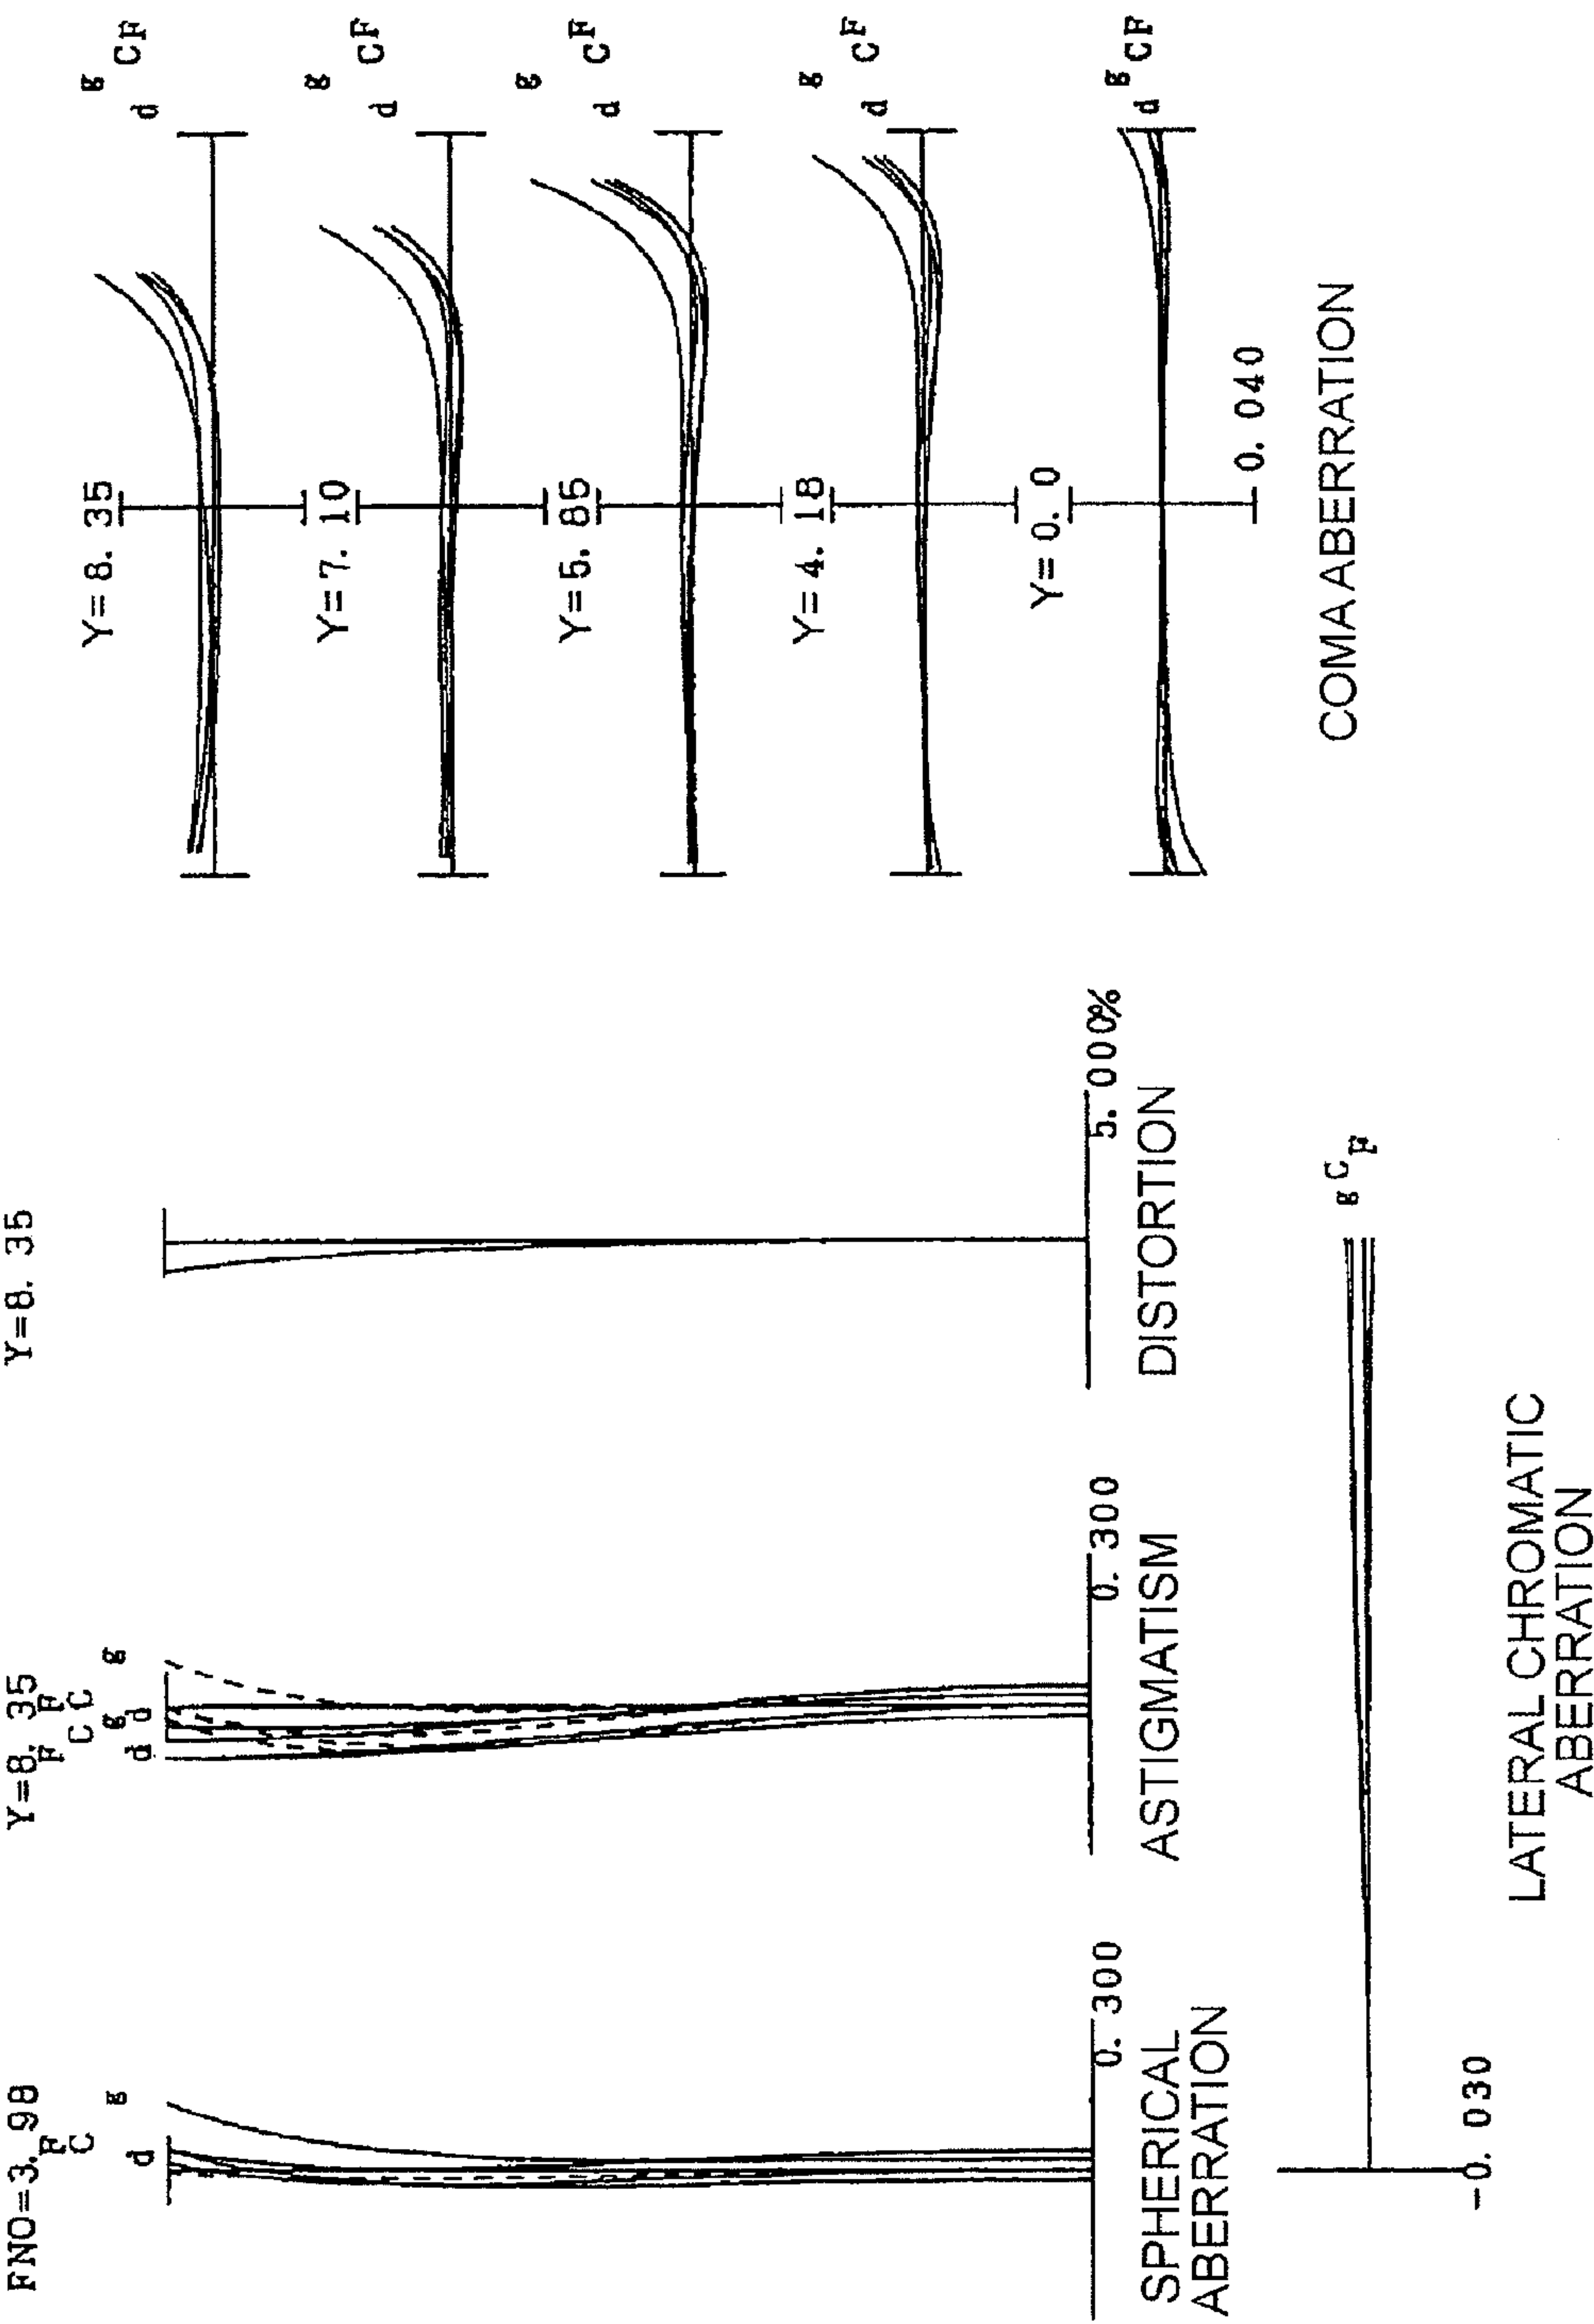 FNO=3. 98
F
C
d
g
0. 300
SPHERICAL
ABERRATION
Y=8. 35
F
C
d
g
F
C
d
g
0. 300
ASTIGMATISM
Y=8. 35
5. 000%
DISTORTION
Y=8. 35
d
g
C
F
Y=7. 10
d
g
C
F
Y=5. 85
d
g
C
F
Y=4. 18
d
g
C
F
Y=0. 0
d
g
C
F
0. 040
COMA ABERRATION
g
C
F
-0. 030
LATERAL CHROMATIC
ABERRATION